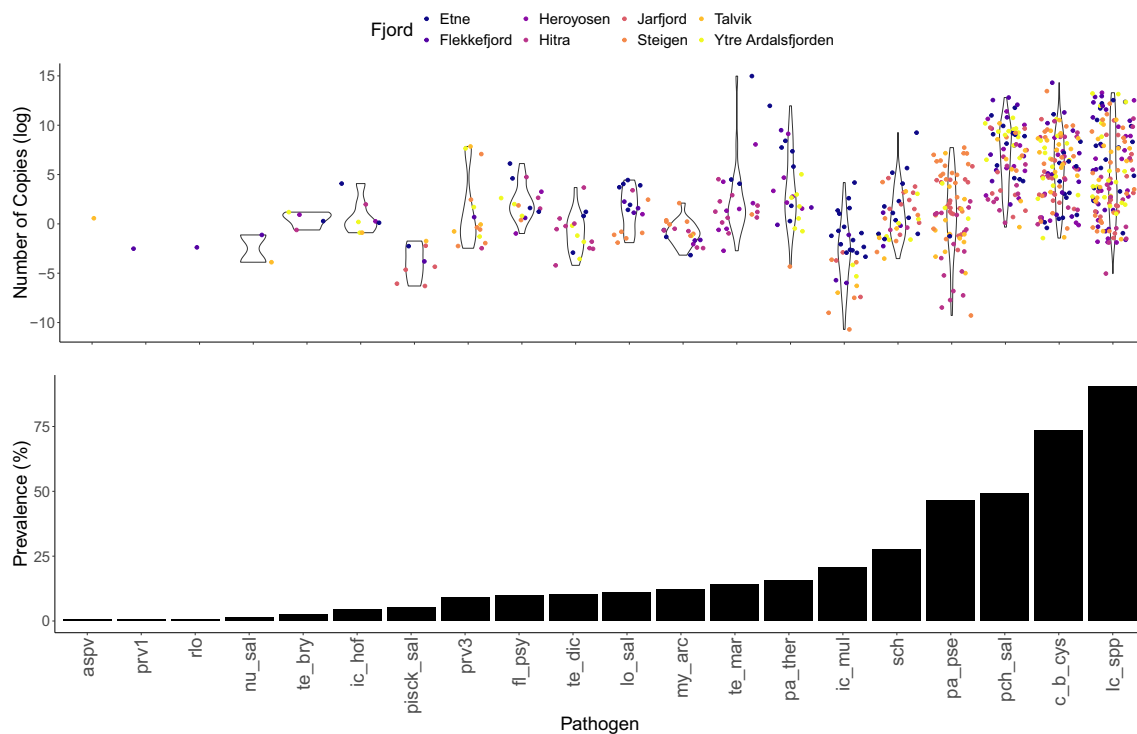 Fjord
Etne Heroyosen Jarfjord Talvik
Flekkefjord Hitra Steigen Ytre Ardalsfjorden
Number of Copies (log)
15
10
5
0
−5
−10
Prevalence (%)
75
50
25
0
aspv prv1 rlo nu_sal te_bry ic_hof pisck_sal prv3 fl_psy te_dic lo_sal my_arc te_mar pa_ther ic_mul sch pa_pse pch_sal c_b_cys Ic_spp
Pathogen